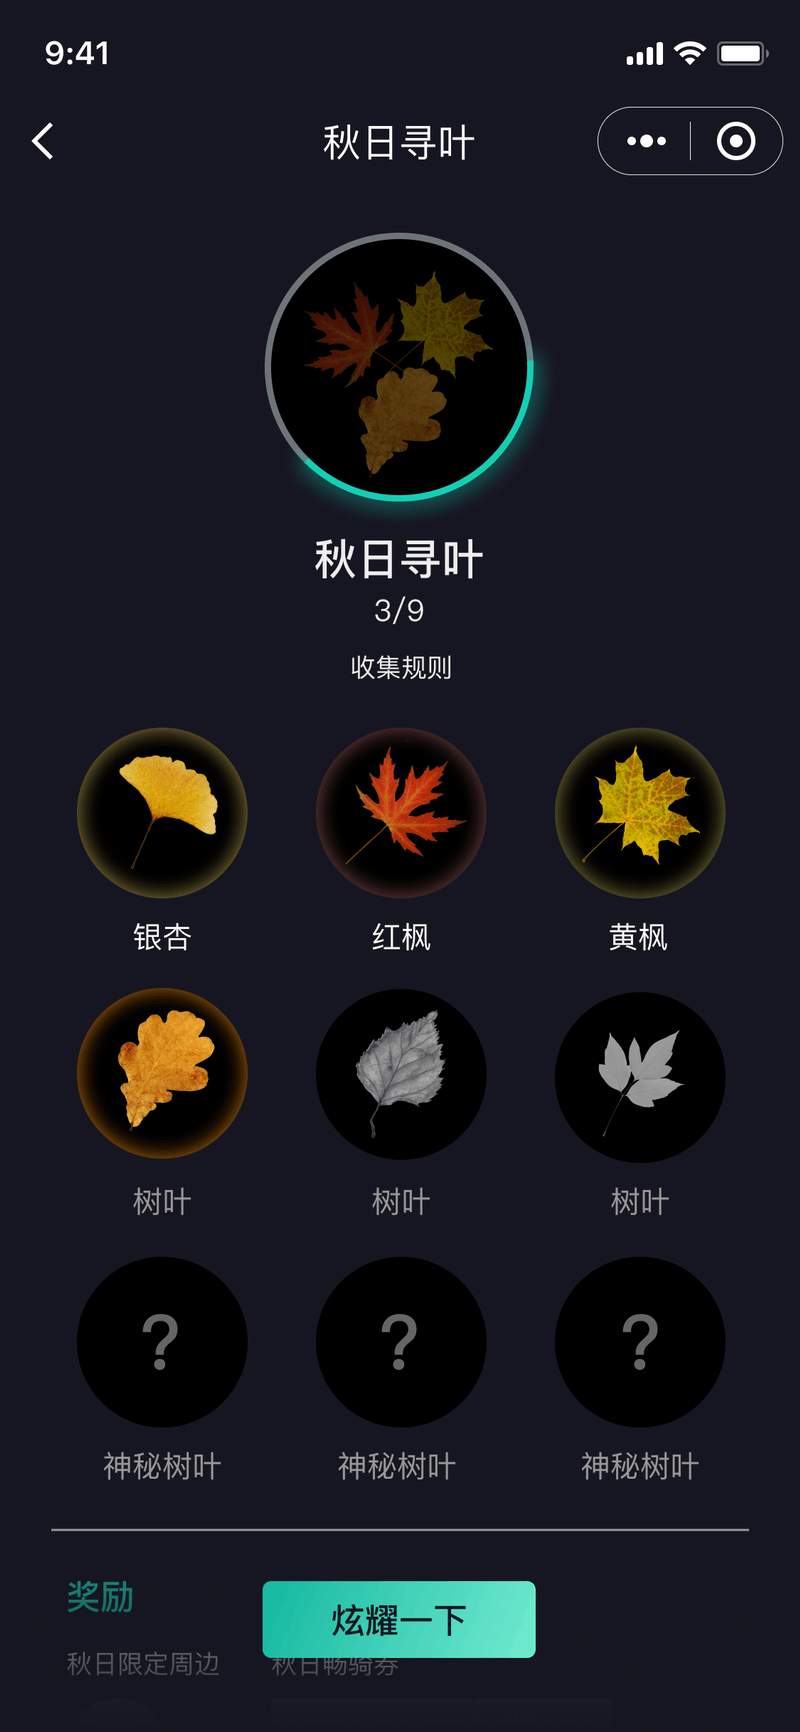 9:41
秋日寻叶
秋日寻叶
3/9
收集规则
银杏 红枫 黄枫
树叶 树叶 树叶
? ? ?
神秘树叶 神秘树叶 神秘树叶
奖励
炫耀一下
秋日限定周边 秋日畅骑券